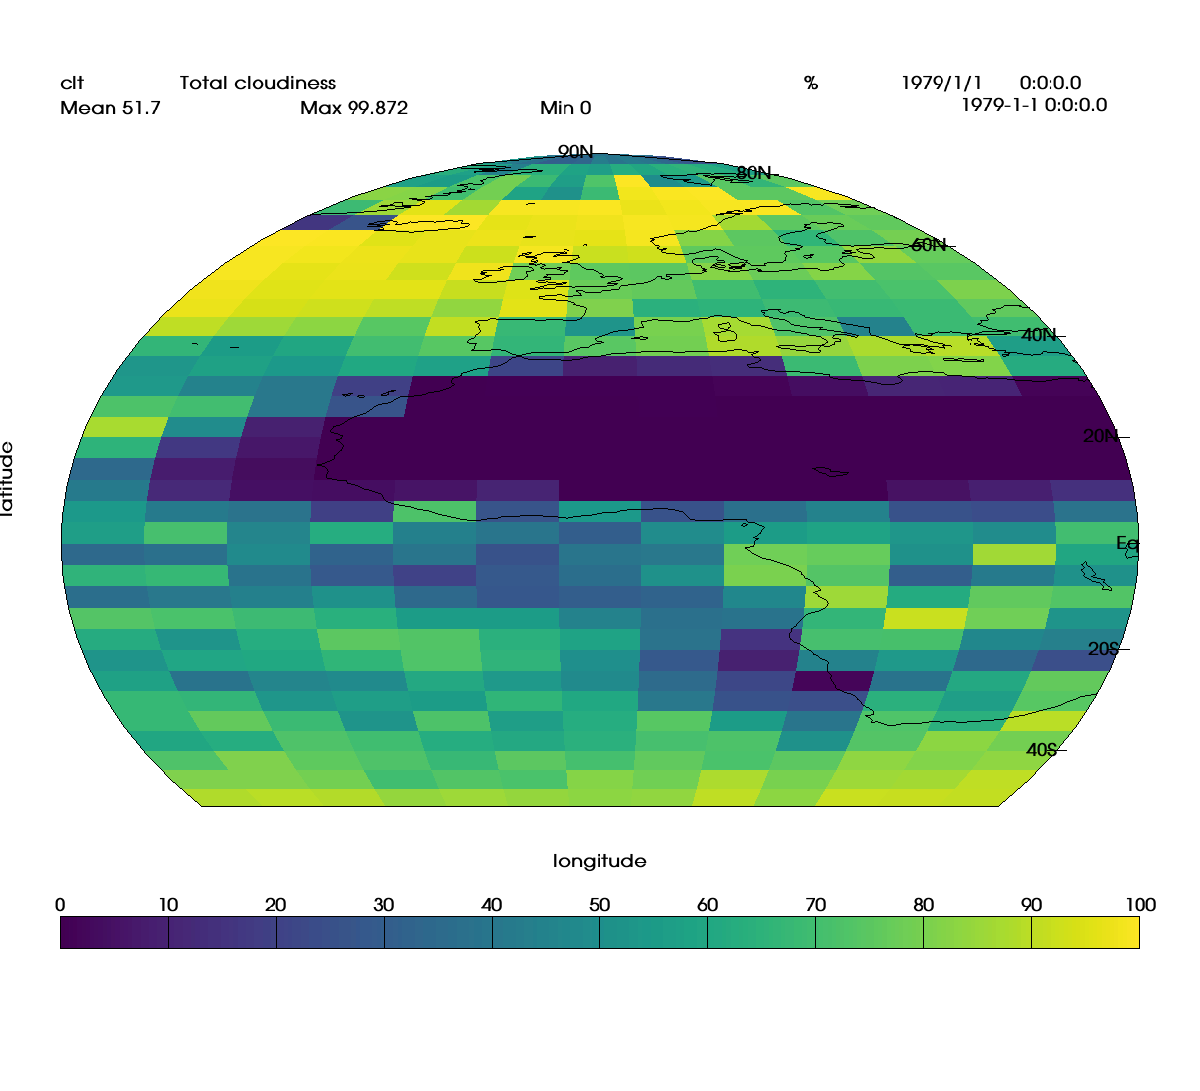 clt Total cloudiness % 1979/1/1 0:0:0.0
Mean 51.7 Max 99.872 Min 0 1979-1-1 0:0:0.0
90N
80N
60N
40N
20N
latitude
Eq
20S
40S
longitude
0 10 20 30 40 50 60 70 80 90 100